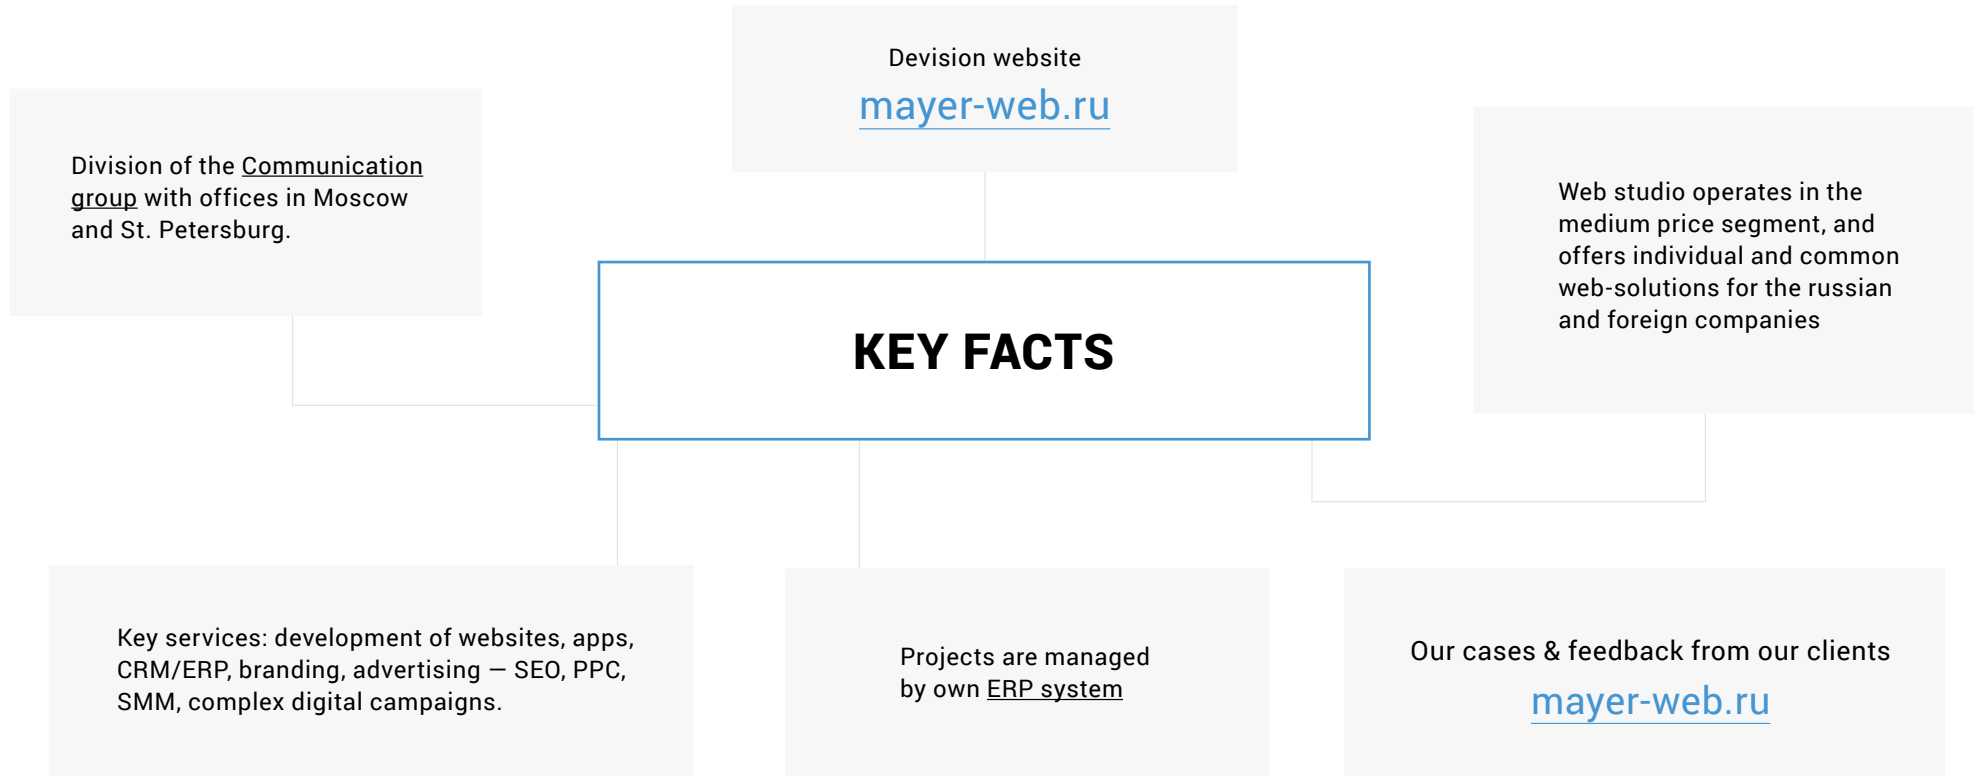 Devision website
mayer-web.ru
Division of the Communication
group with offices in Moscow
and St. Petersburg.
Web studio operates in the
medium price segment, and
offers individual and common
web-solutions for the russian
and foreign companies
KEY FACTS
Key services: development of websites, apps,
CRM/ERP, branding, advertising — SEO, PPC,
SMM, complex digital campaigns.
Projects are managed
by own ERP system
Our cases & feedback from our clients
mayer-web.ru